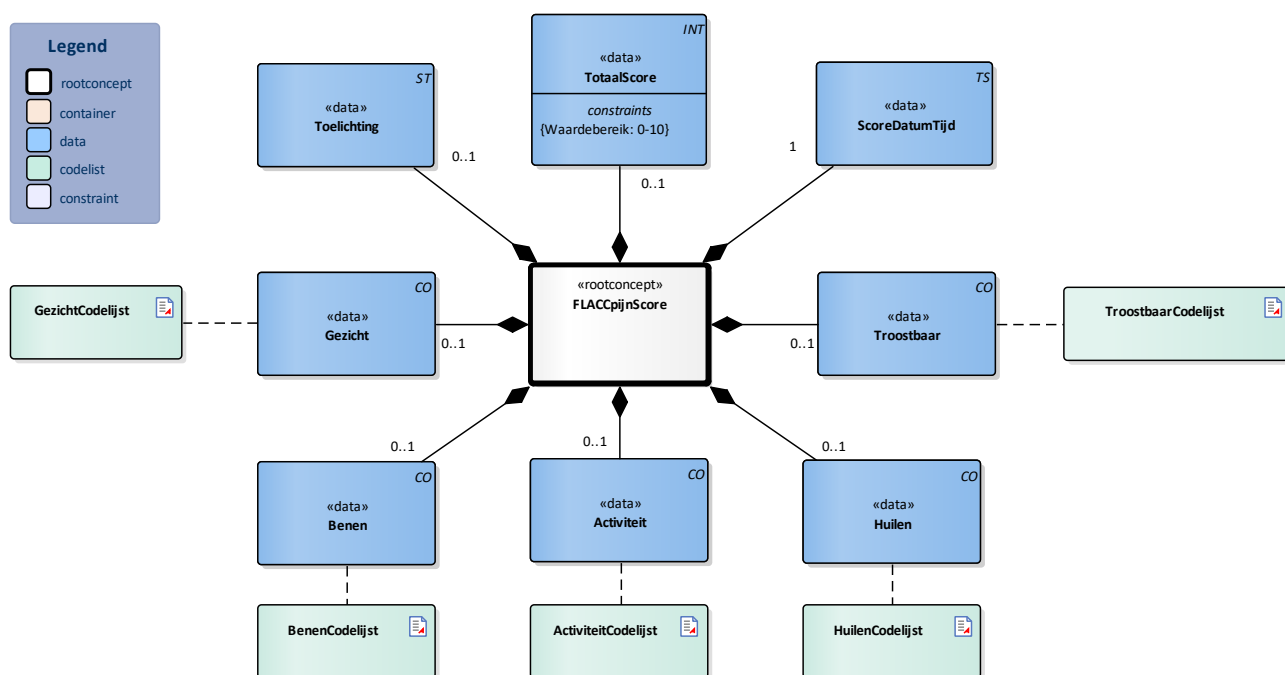 Legend
rootconcept
container
data
codelist
constraint
ST
«data»
Toelichting
0..1
INT
«data»
TotaalScore
constraints
{Waardebereik: 0-10}
0..1
TS
«data»
ScoreDatumTijd
1
GezichtCodelijst
CO
«data»
Gezicht
0..1
«rootconcept»
FLACCpijnScore
CO
«data»
Troostbaar
0..1
TroostbaarCodelijst
0..1
CO
«data»
Benen
0..1
CO
«data»
Activiteit
0..1
CO
«data»
Huilen
BenenCodelijst
ActiviteitCodelijst
HuilenCodelijst